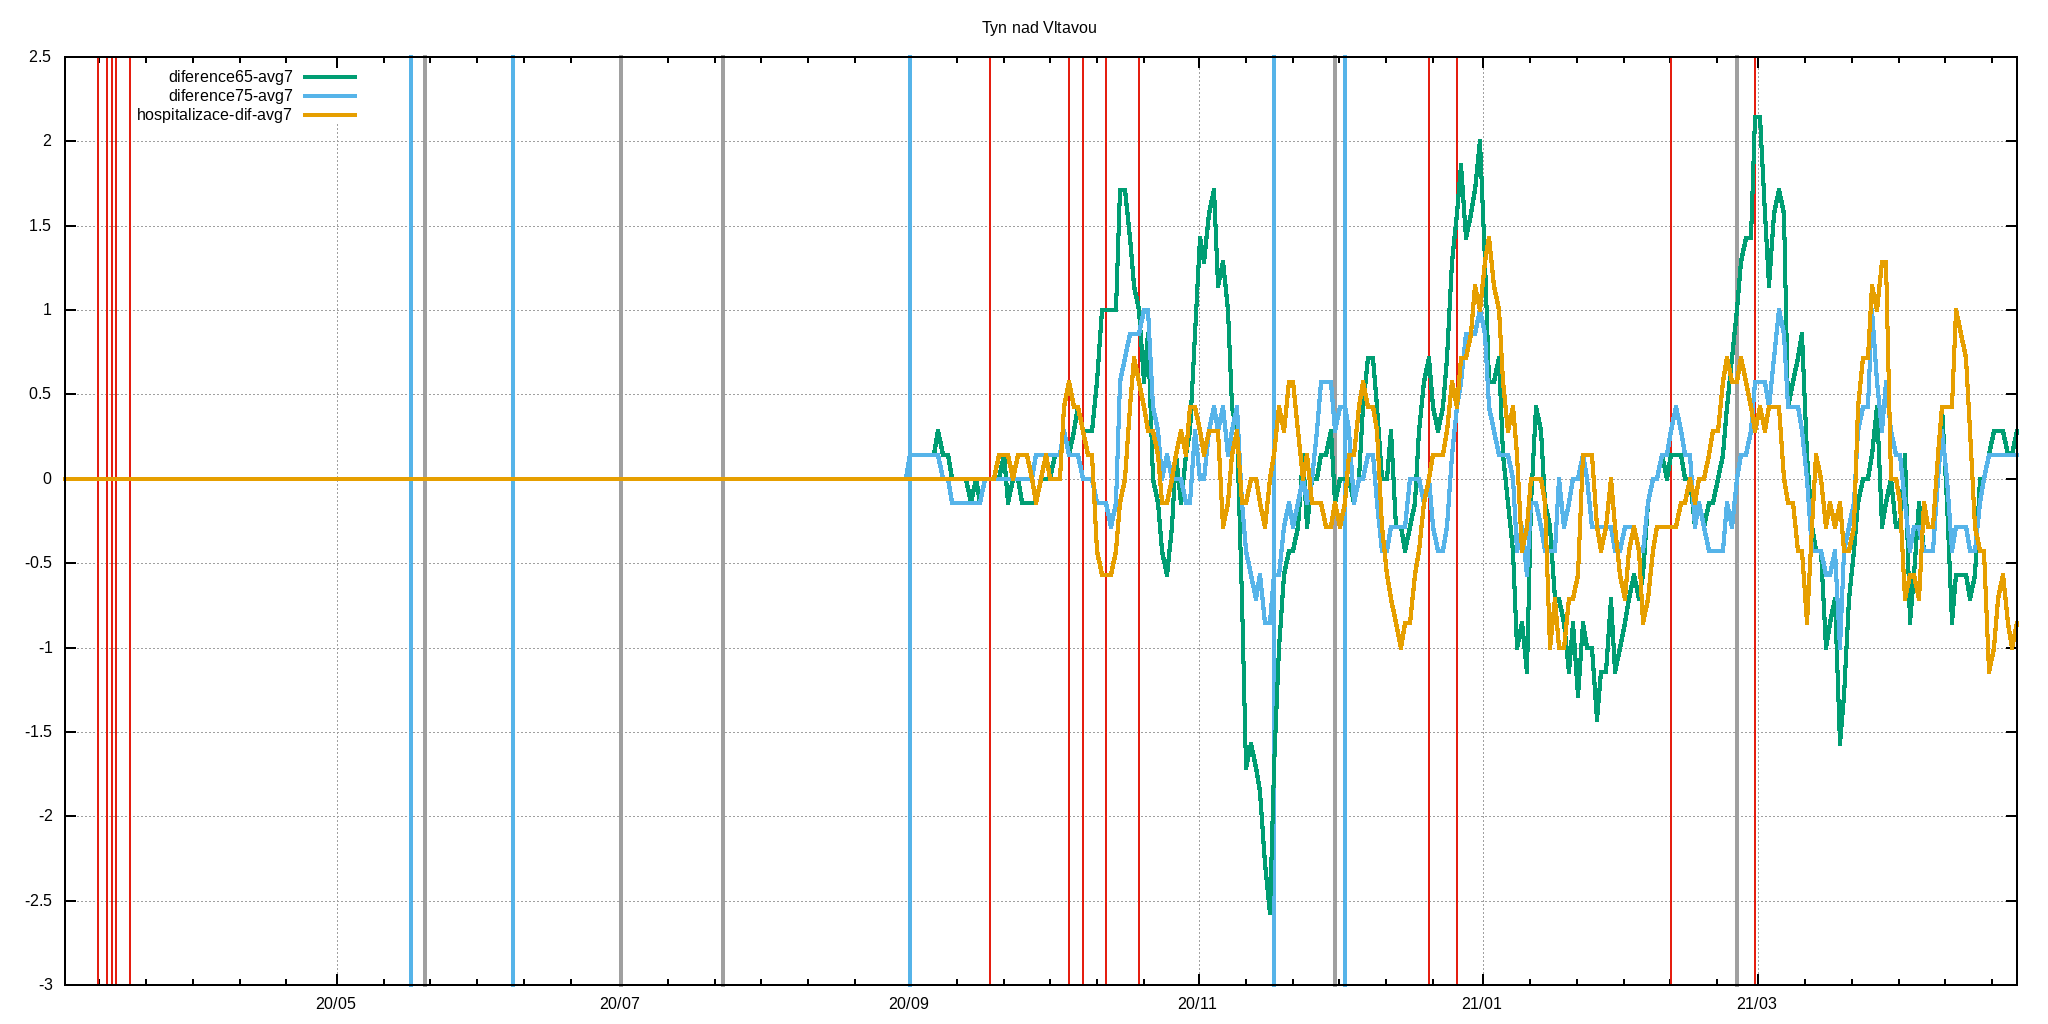 Tyn nad Vltavou
2.5
diference65-avg7
diference75-avg7
hospitalizace-dif-avg7
2
1.5
1
0.5
0
-0.5
-1
-1.5
-2
-2.5
-3
20/05 20/07 20/09 20/11 21/01 21/03